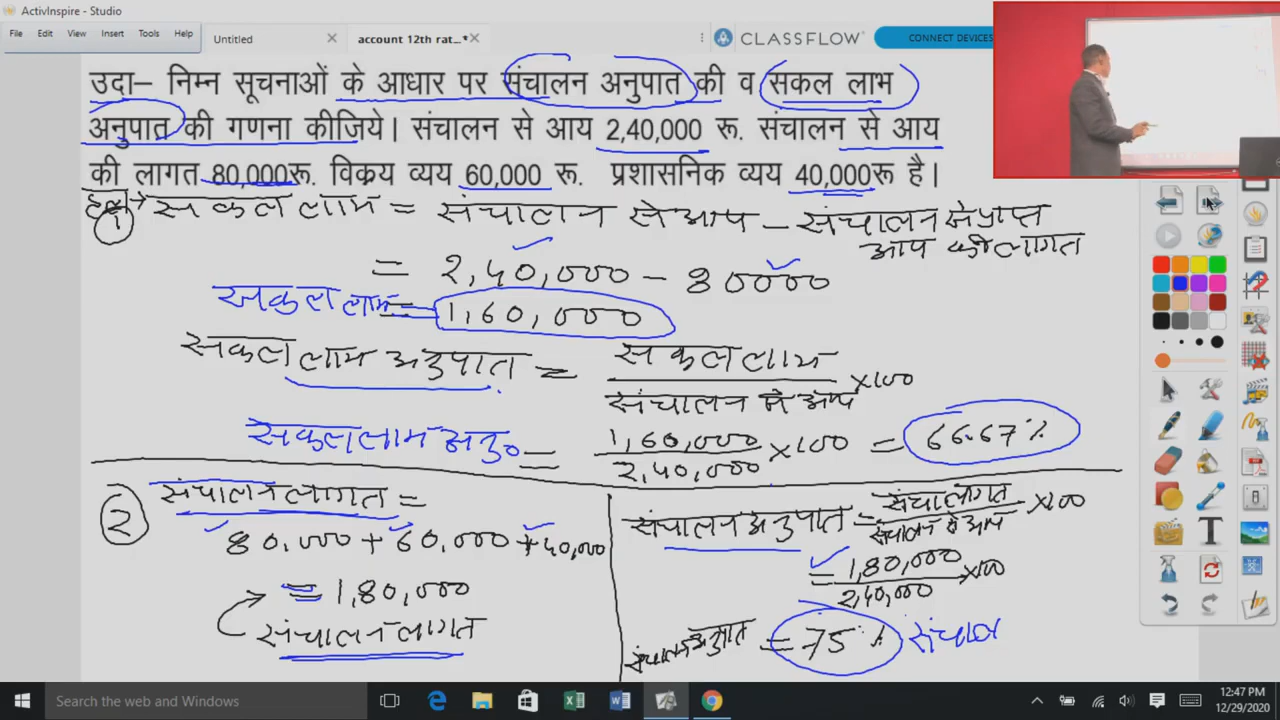 ActivInspire - Studio
File Edit View Insert Tools Help
Untitled
account 12th rat...*
CLASSFLOW
CONNECT DEVICES
उदा– निम्न सूचनाओं के आधार पर संचालन अनुपात की व सकल लाभ
अनुपात की गणना कीजिये। संचालन से आय 2,40,000 रू. संचालन से आय
की लागत 80,000रू. विक्रय व्यय 60,000 रू. प्रशासनिक व्यय 40,000रू है।
हल→ सकल लाभ = संचालन से आय – संचालन से प्राप्त
1
आय की लागत
= 2,40,000 – 80000
सकल लाभ = 1,60,000
सकल लाभ अनुपात = सकल लाभ
संचालन से आय ×100
सकल लाभ अनु० = 1,60,000 ×100 = 66.67%
2,40,000
2 संचालन लागत =
80,000 + 60,000 + 40,000
= 1,80,000
संचालन लागत
संचालन अनुपात = संचा लागत ×100
संचालन से आय
= 1,80,000 ×100
2,40,000
संचालन अनुपात = 75% संचाल
Search the web and Windows
12:47 PM
12/29/2020